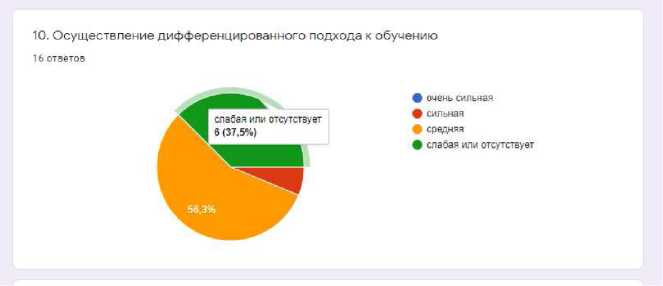 10. Осуществление дифференцированного подхода к обучению
16 ответов
слабая или отсутствует
6 (37,5%)
56,3%
очень сильная
сильная
средняя
слабая или отсутствует